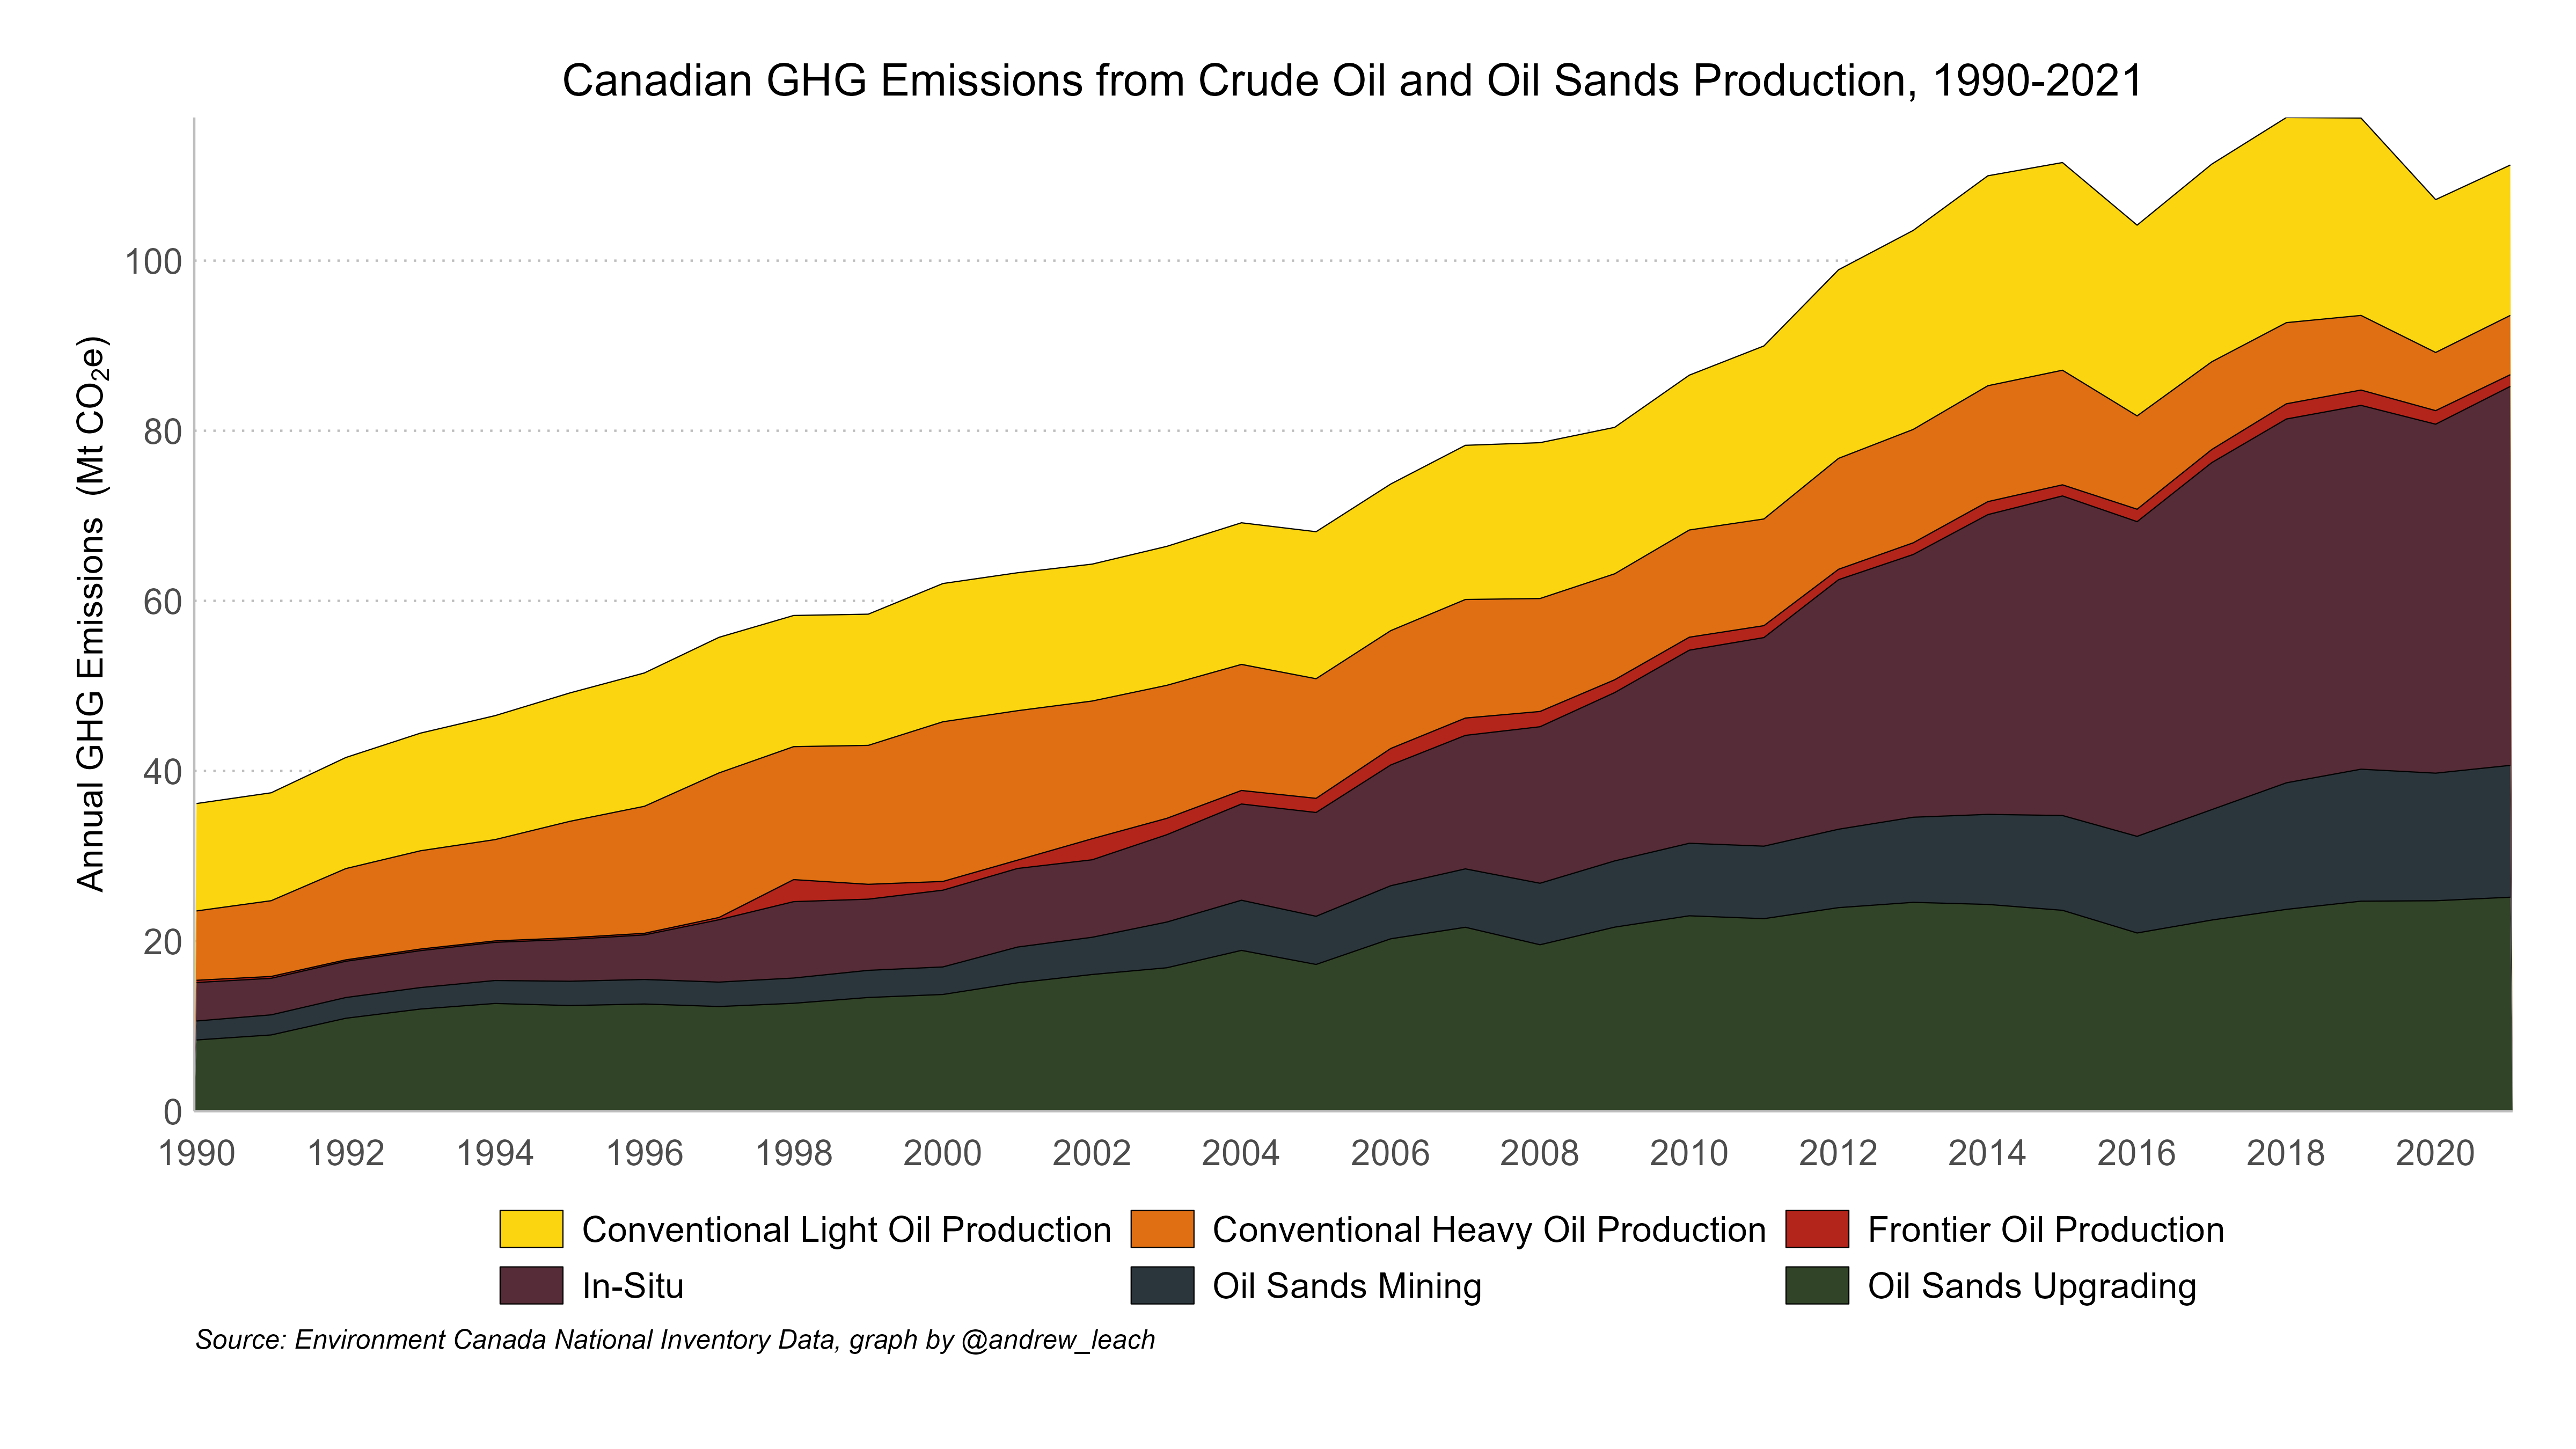 Canadian GHG Emissions from Crude Oil and Oil Sands Production, 1990-2021
Annual GHG Emissions (Mt CO₂e)
100
80
60
40
20
0
1990 1992 1994 1996 1998 2000 2002 2004 2006 2008 2010 2012 2014 2016 2018 2020
Conventional Light Oil Production Conventional Heavy Oil Production Frontier Oil Production
In-Situ Oil Sands Mining Oil Sands Upgrading
Source: Environment Canada National Inventory Data, graph by @andrew_leach